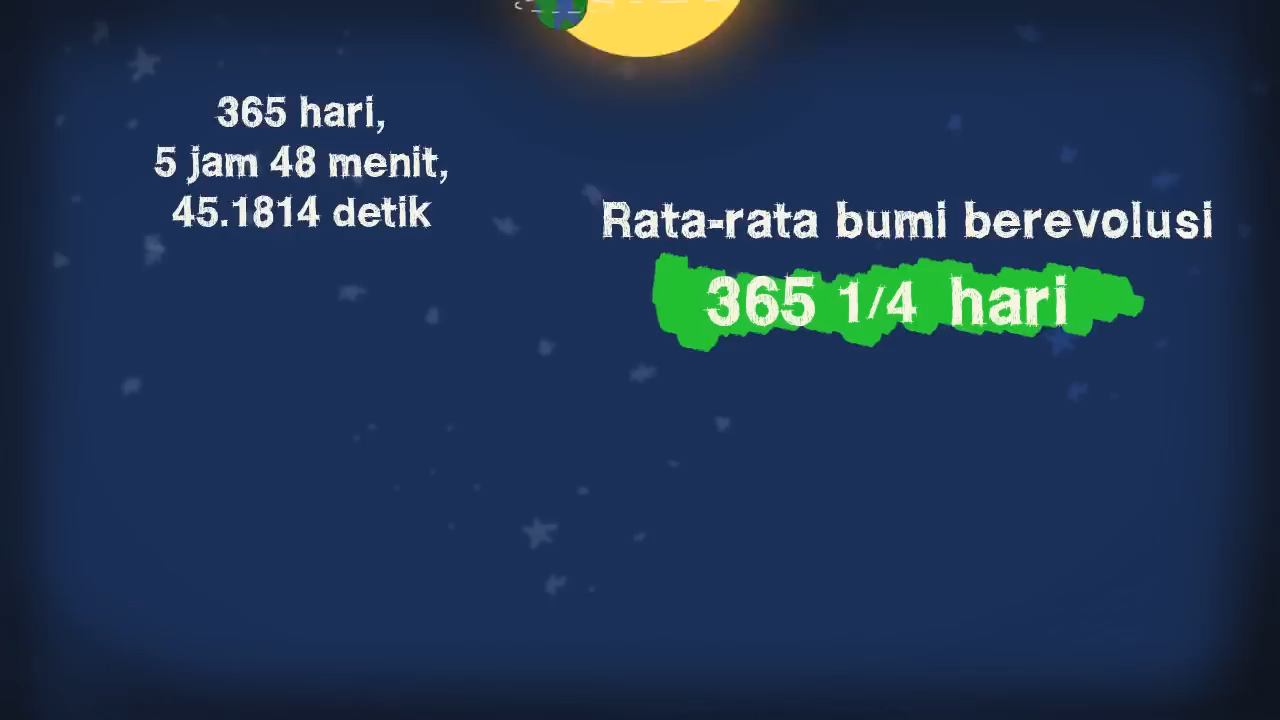 365 hari,
5 jam 48 menit,
45.1814 detik
Rata-rata bumi berevolusi
365 1/4 hari